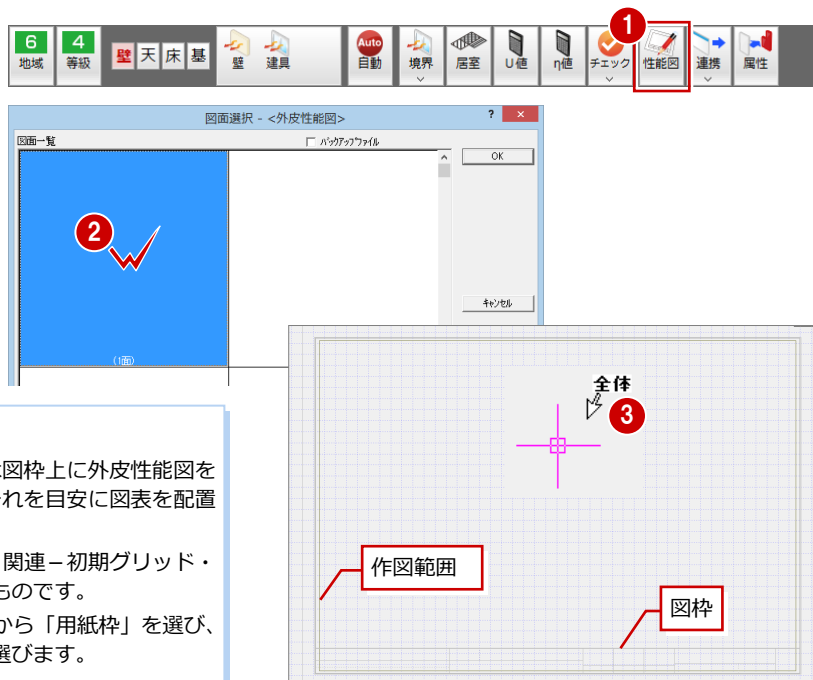 1
6
地域
4
等級
壁 天 床 基
壁
建具
Auto
自動
境界
居室
U値
η値
チェック
性能図
連携
属性
図面選択 - <外皮性能図>
? ×
図面一覧
バックアップファイル
OK
2
(1面)
キャンセル
全体
3
作図範囲
図枠
図枠上に外皮性能図を
れを目安に図表を配置
関連－初期グリッド・
ものです。
から「用紙枠」を選び、
選びます。